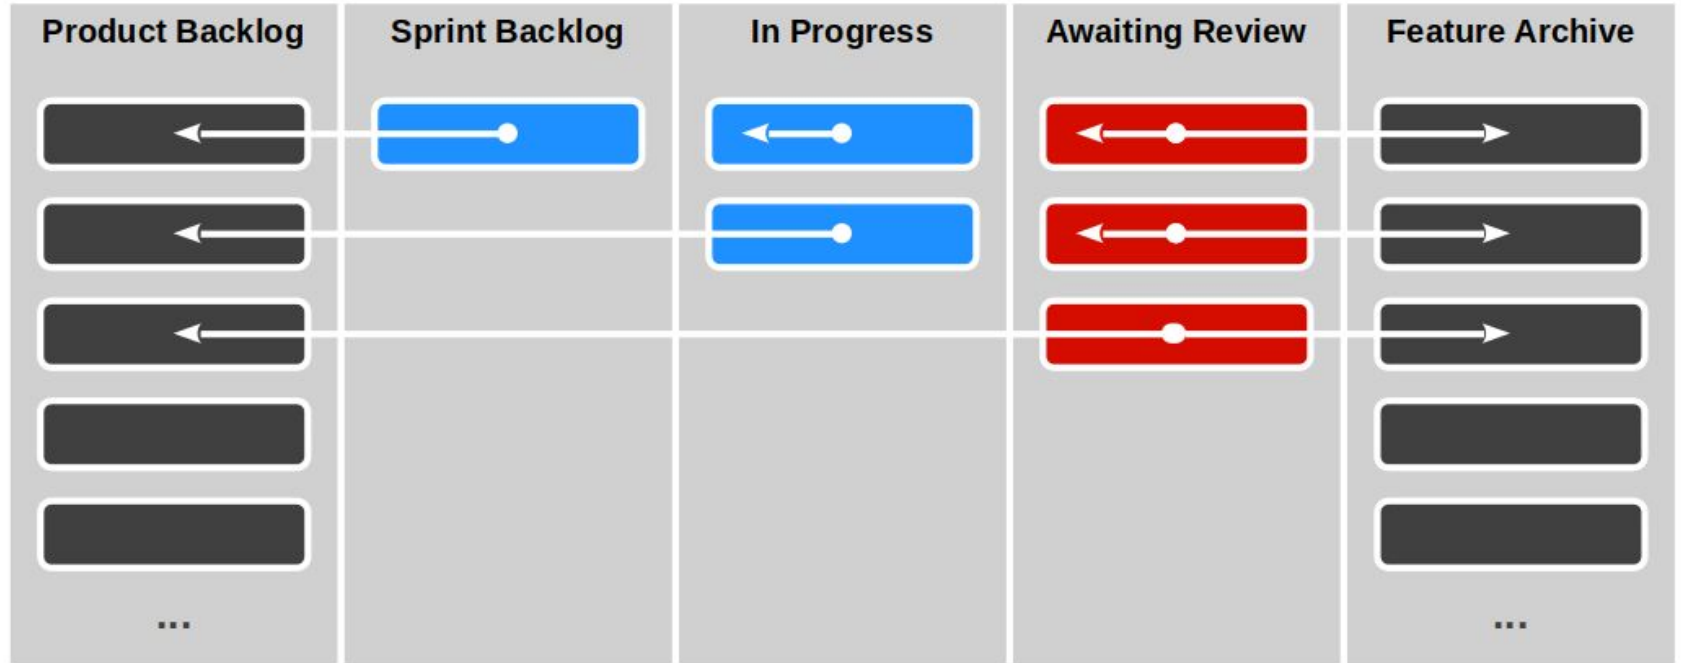 Product Backlog
Sprint Backlog
In Progress
Awaiting Review
Feature Archive
...
...